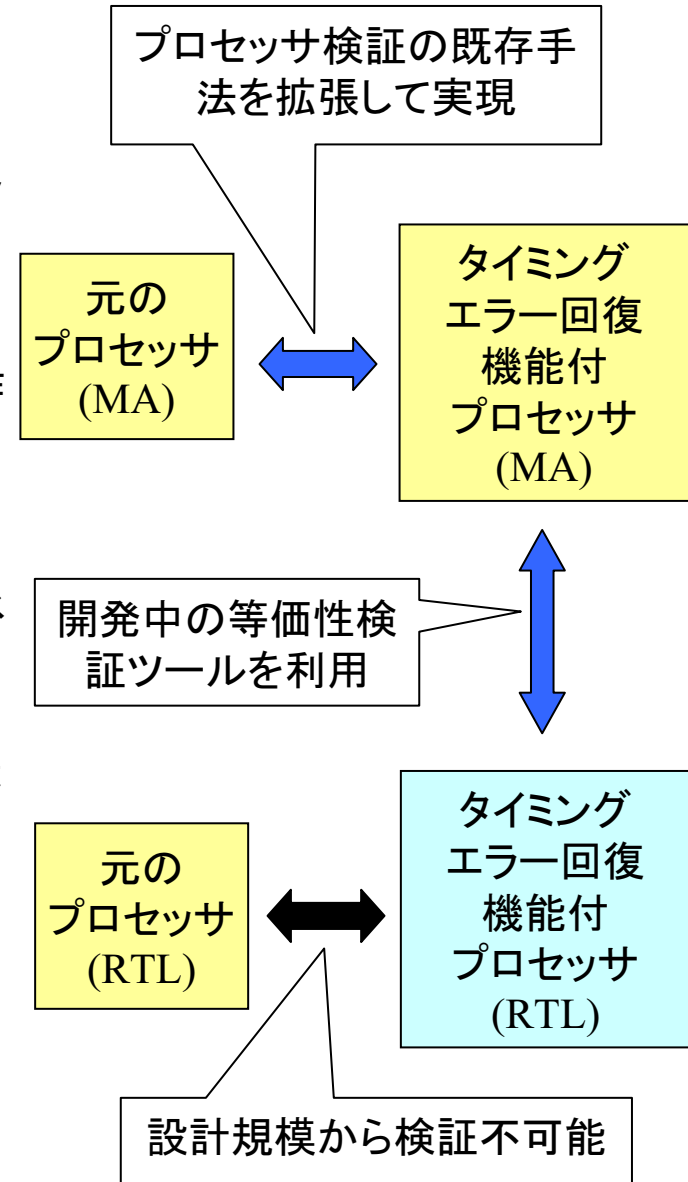 プロセッサ検証の既存手
法を拡張して実現
元の
プロセッサ
(MA)
タイミング
エラー回復
機能付
プロセッサ
(MA)
開発中の等価性検
証ツールを利用
元の
プロセッサ
(RTL)
タイミング
エラー回復
機能付
プロセッサ
(RTL)
設計規模から検証不可能